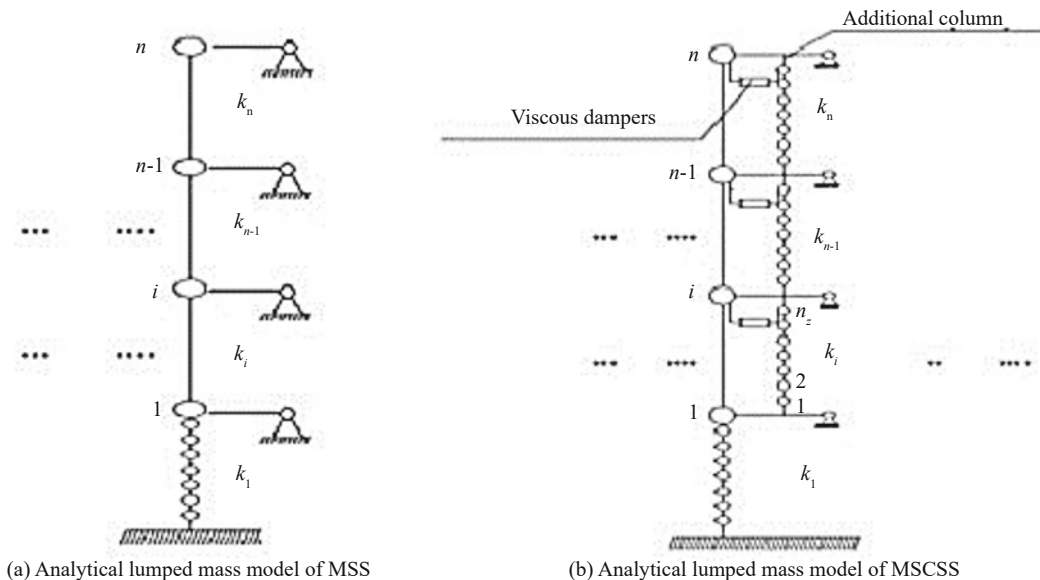 n
k_n
n-1
k_{n-1}
i
k_i
1
k_1
(a) Analytical lumped mass model of MSS
Additional column
n
k_n
Viscous dampers
n-1
k_{n-1}
i
n_z
k_i
2
1
1
k_1
(b) Analytical lumped mass model of MSCSS